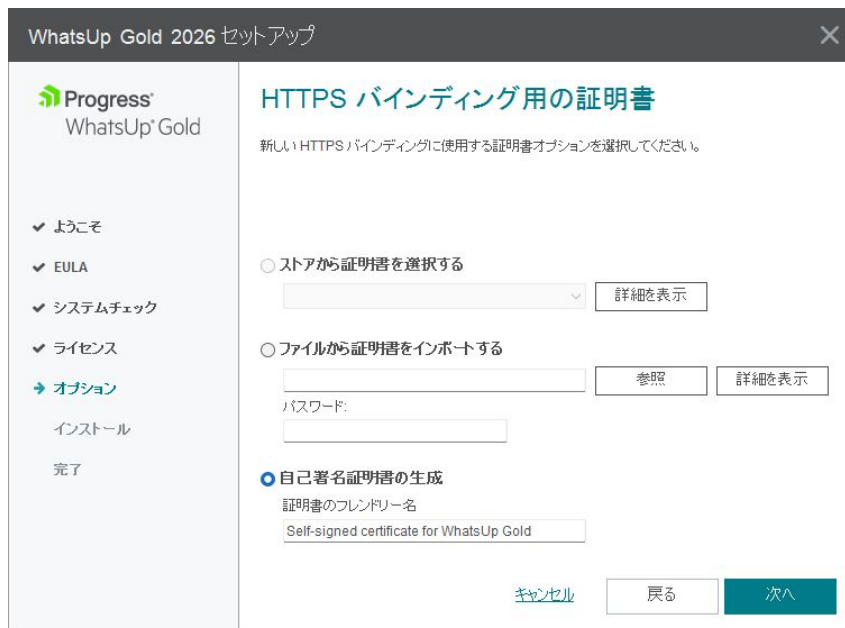 WhatsUp Gold 2026 セットアップ
Progress®
WhatsUp® Gold
ようこそ
EULA
システムチェック
ライセンス
オプション
インストール
完了
HTTPS バインディング用の証明書
新しい HTTPS バインディングに使用する証明書オプションを選択してください。
ストアから証明書を選択する
詳細を表示
ファイルから証明書をインポートする
参照
詳細を表示
パスワード:
自己署名証明書の生成
証明書のフレンドリー名
Self-signed certificate for WhatsUp Gold
キャンセル
戻る
次へ